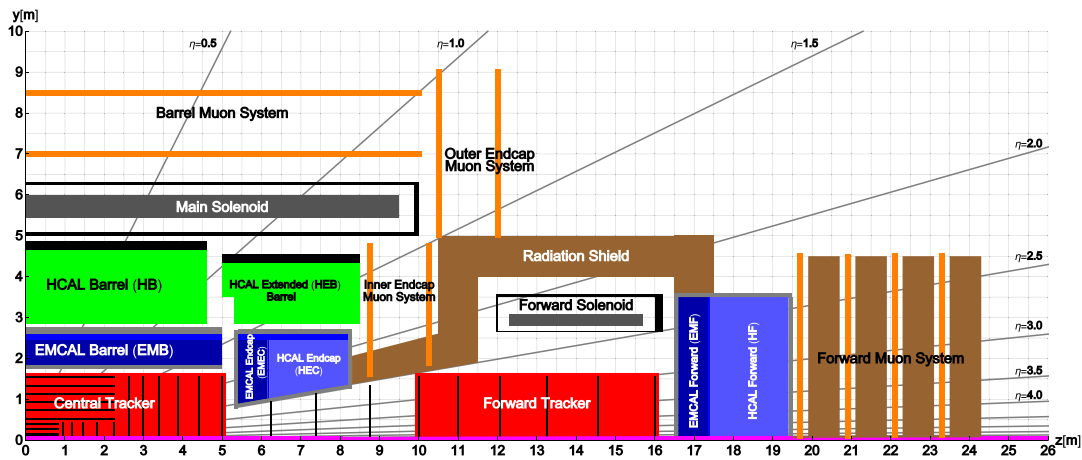 y[m]
10
9
8
7
6
5
4
3
2
1
0
η=0.5
η=1.0
η=1.5
η=2.0
η=2.5
η=3.0
η=3.5
η=4.0
Barrel Muon System
Outer Endcap
Muon System
Main Solenoid
Radiation Shield
HCAL Barrel (HB)
HCAL Extended (HEB)
Barrel
Inner Endcap
Muon System
Forward Solenoid
EMCAL Barrel (EMB)
EMCAL Endcap
(EMEC)
HCAL Endcap
(HEC)
EMCAL Forward (EMF)
HCAL Forward (HF)
Forward Muon System
Central Tracker
Forward Tracker
0 1 2 3 4 5 6 7 8 9 10 11 12 13 14 15 16 17 18 19 20 21 22 23 24 25 26
z[m]